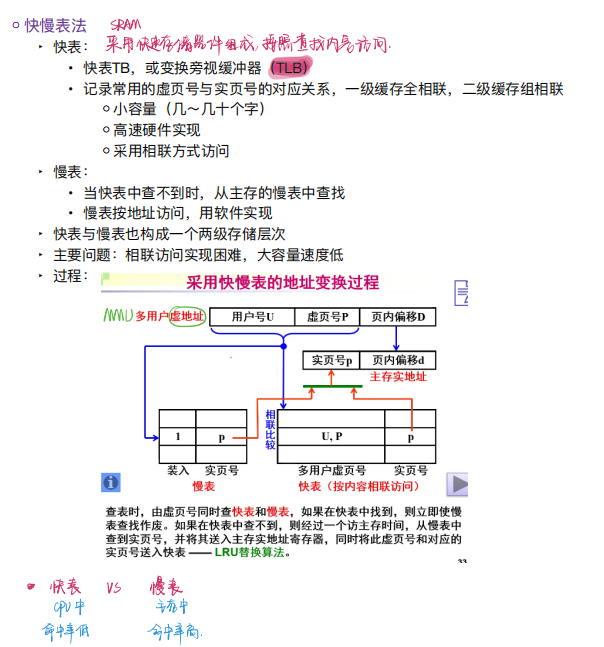 快慢表法 SRAM
快表： 采用快速存储器件组成，按照查找内容访问.
快表TB，或变换旁视缓冲器（TLB）
记录常用的虚页号与实页号的对应关系，一级缓存全相联，二级缓存组相联
小容量（几～几十个字）
高速硬件实现
采用相联方式访问
慢表：
当快表中查不到时，从主存的慢表中查找
慢表按地址访问，用软件实现
快表与慢表也构成一个两级存储层次
主要问题：相联访问实现困难，大容量速度低
过程：
采用快慢表的地址变换过程
MMU 多用户虚地址 用户号U 虚页号P 页内偏移D
实页号p 页内偏移d
主存实地址
相联比较
1 p U, P p
装入 实页号 多用户虚页号 实页号
慢表 快表（按内容相联访问）
查表时，由虚页号同时查快表和慢表，如果在快表中找到，则立即使慢
表查找作废。如果在快表中查不到，则经过一个访主存时间，从慢表中
查到实页号，并将其送入主存实地址寄存器，同时将此虚页号和对应的
实页号送入快表 —— LRU替换算法。
33
快表 VS 慢表
CPU中 主存中
命中率低 命中率高.